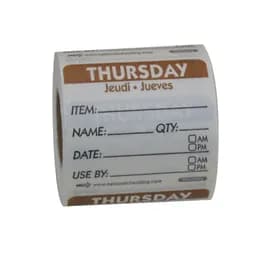 THURSDAY
Jeudi • Jueves
ITEM:
NAME: QTY:
AM
DATE: PM
AM
USE BY: PM
THURSDAY